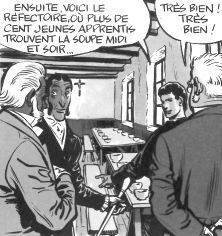 ENSUITE, VOICI LE
RÉFECTOIRE, OÙ PLUS DE
CENT JEUNES APPRENTIS
TROUVENT LA SOUPE MIDI
ET SOIR...
TRÈS BIEN !
TRÈS
BIEN !